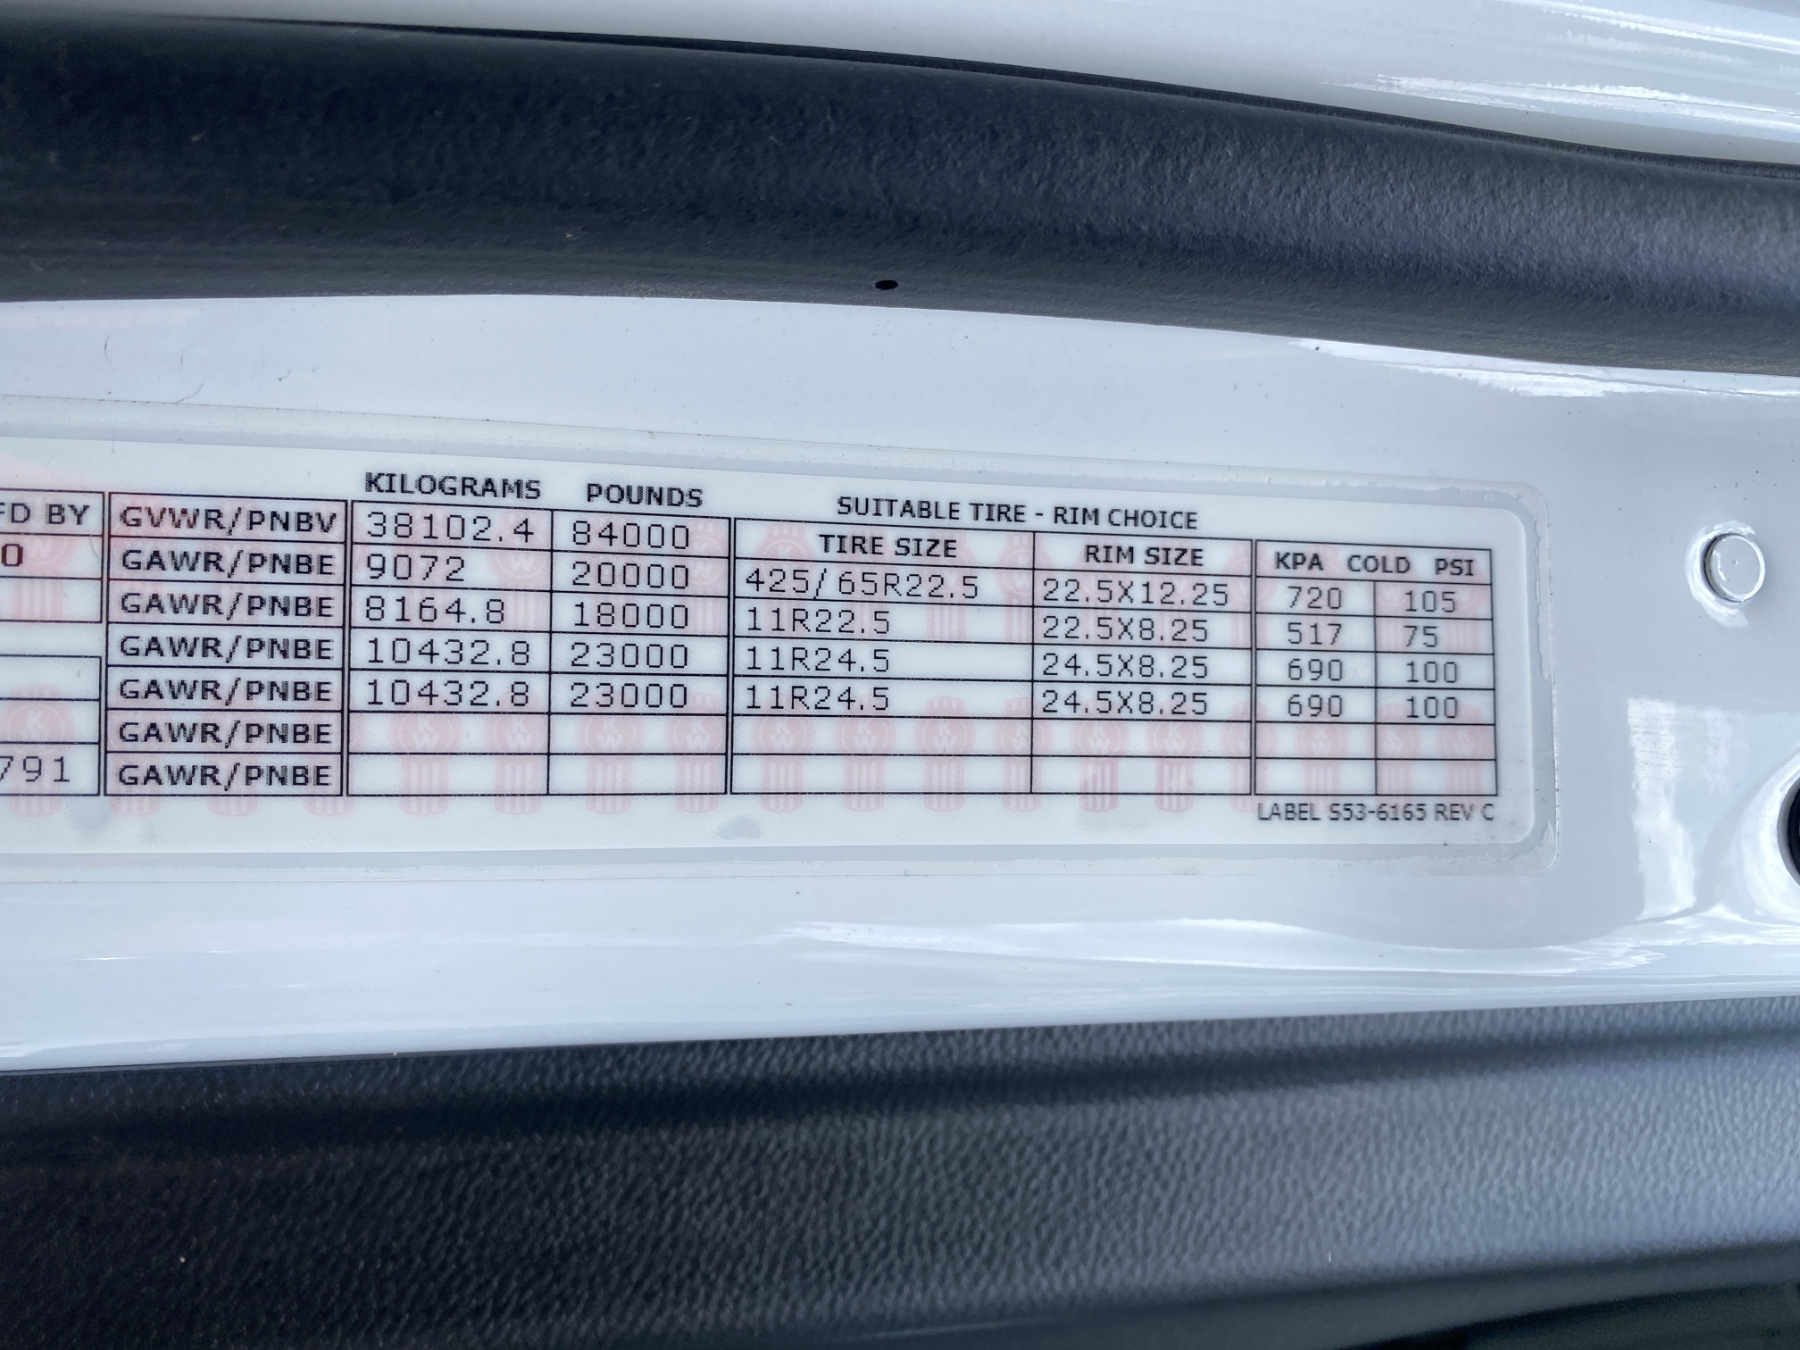 KILOGRAMS POUNDS SUITABLE TIRE - RIM CHOICE
FD BY GVWR/PNBV 38102.4 84000 TIRE SIZE RIM SIZE KPA COLD PSI
0 GAWR/PNBE 9072 20000 425/65R22.5 22.5X12.25 720 105
GAWR/PNBE 8164.8 18000 11R22.5 22.5X8.25 517 75
GAWR/PNBE 10432.8 23000 11R24.5 24.5X8.25 690 100
GAWR/PNBE 10432.8 23000 11R24.5 24.5X8.25 690 100
GAWR/PNBE
791 GAWR/PNBE
LABEL S53-6165 REV C